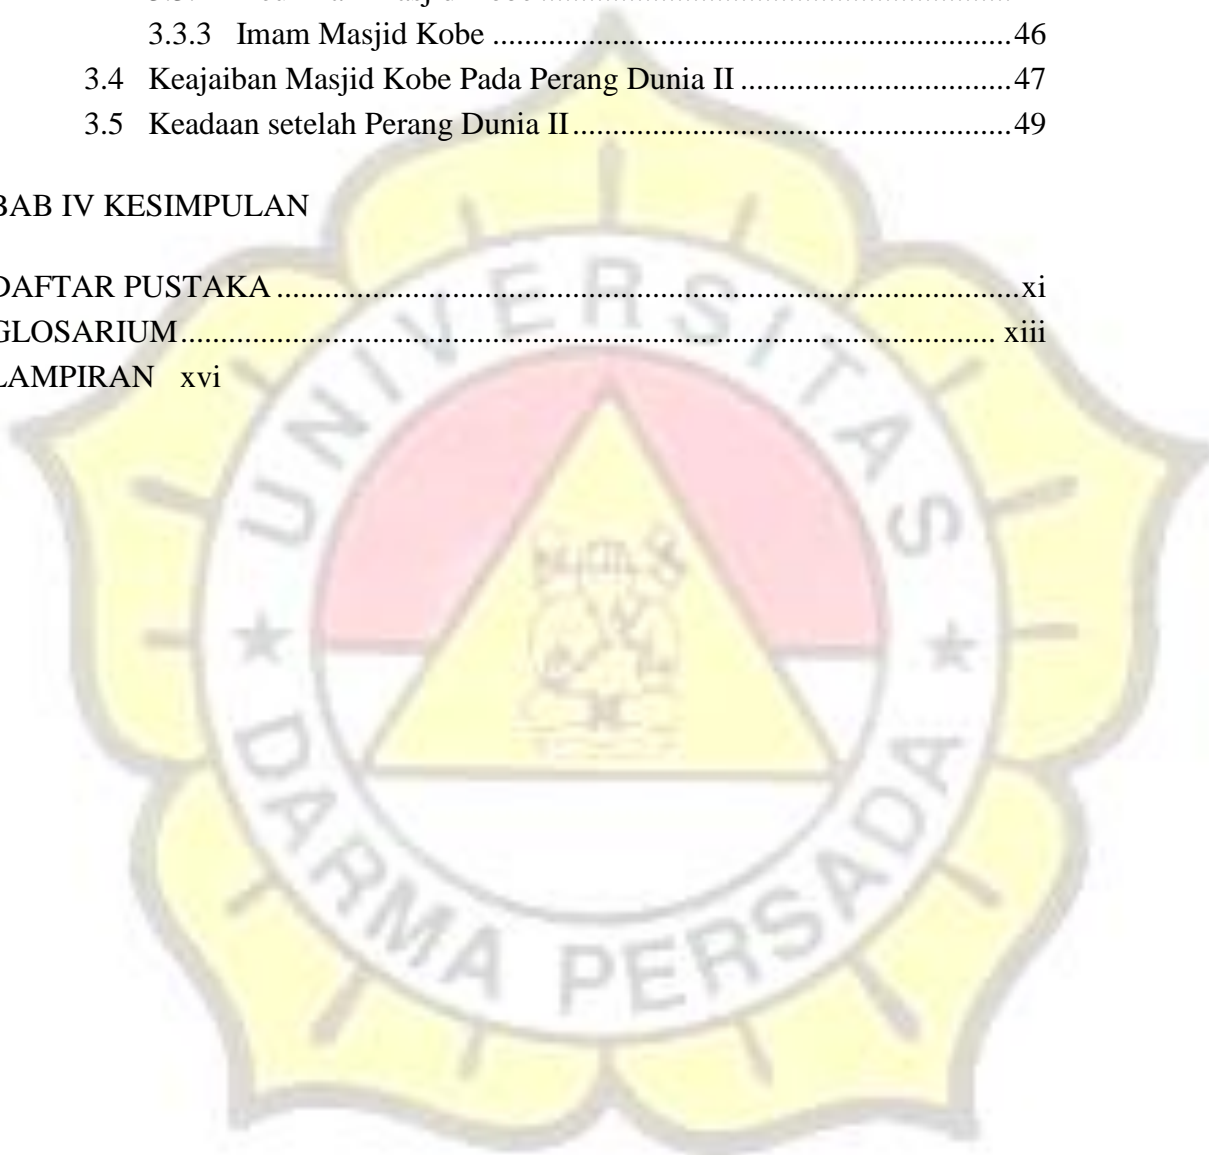 3.3.3 Imam Masjid Kobe ................................................................ 46
3.4 Keajaiban Masjid Kobe Pada Perang Dunia II ................................. 47
3.5 Keadaan setelah Perang Dunia II ...................................................... 49
BAB IV KESIMPULAN
DAFTAR PUSTAKA ........................................................................................... xi
GLOSARIUM .................................................................................................... xiii
LAMPIRAN xvi
UNIVERSITAS
DARMA PERSADA